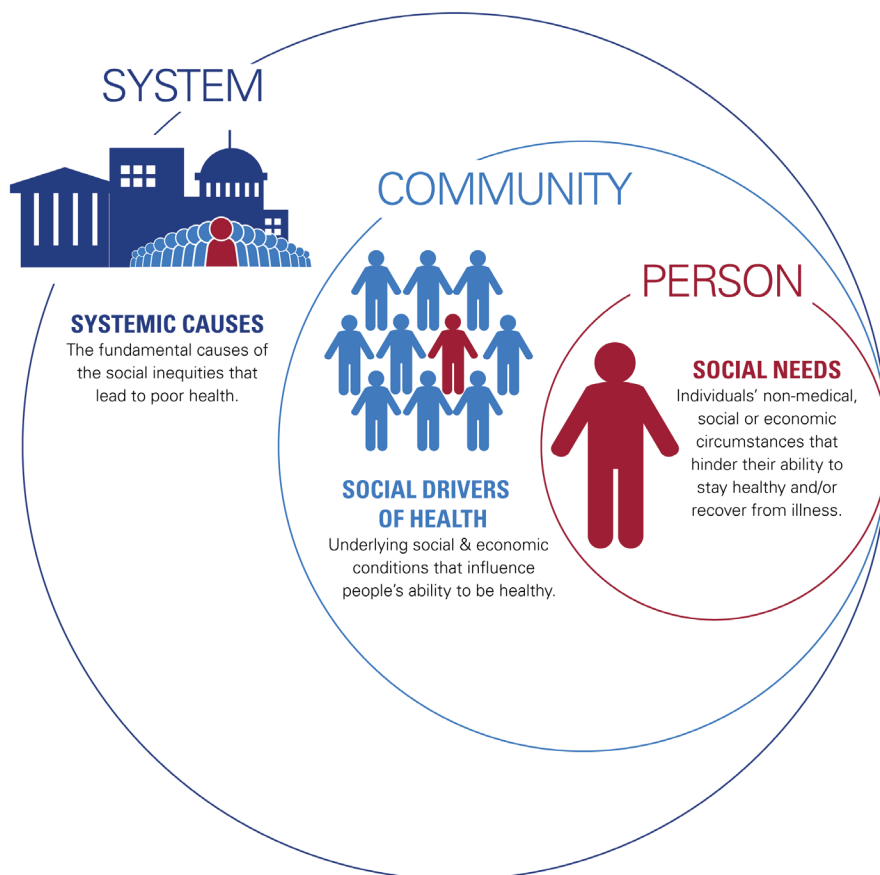 SYSTEM
SYSTEMIC CAUSES
The fundamental causes of
the social inequities that
lead to poor health.
COMMUNITY
SOCIAL DRIVERS
OF HEALTH
Underlying social & economic
conditions that influence
people's ability to be healthy.
PERSON
SOCIAL NEEDS
Individuals' non-medical,
social or economic
circumstances that
hinder their ability to
stay healthy and/or
recover from illness.